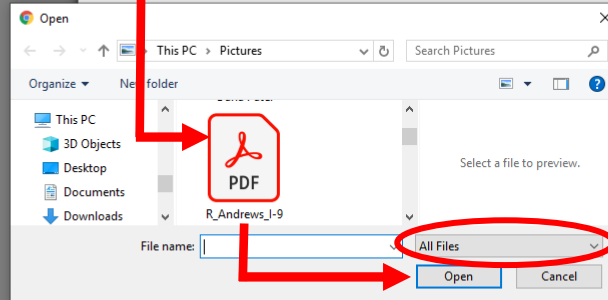 Open
This PC > Pictures
Search Pictures
Organize
New folder
This PC
3D Objects
Desktop
Documents
Downloads
PDF
R_Andrews_I-9
Select a file to preview.
File name:
All Files
Open
Cancel